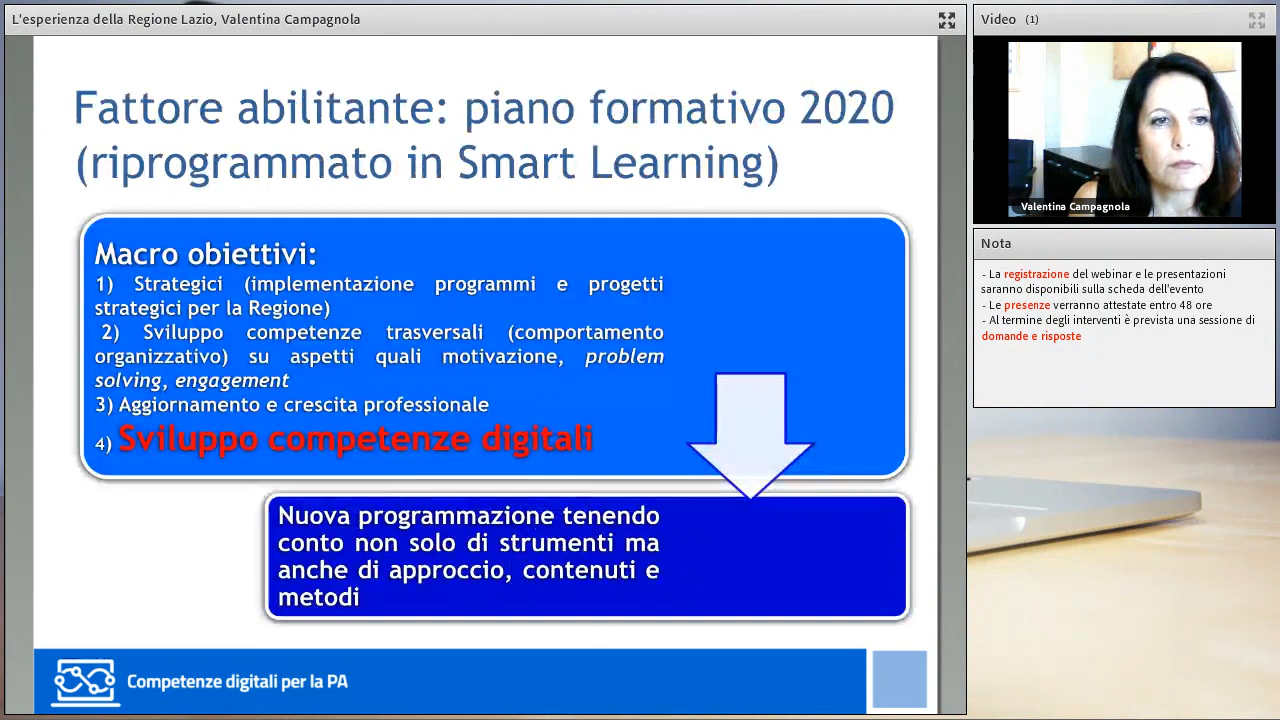 L'esperienza della Regione Lazio, Valentina Campagnola
Fattore abilitante: piano formativo 2020
(riprogrammato in Smart Learning)
Macro obiettivi:
1) Strategici (implementazione programmi e progetti
strategici per la Regione)
2) Sviluppo competenze trasversali (comportamento
organizzativo) su aspetti quali motivazione, problem
solving, engagement
3) Aggiornamento e crescita professionale
4) Sviluppo competenze digitali
Nuova programmazione tenendo
conto non solo di strumenti ma
anche di approccio, contenuti e
metodi
Competenze digitali per la PA
Video (1)
Valentina Campagnola
Nota
- La registrazione del webinar e le presentazioni
saranno disponibili sulla scheda dell'evento
- Le presenze verranno attestate entro 48 ore
- Al termine degli interventi è prevista una sessione di
domande e risposte